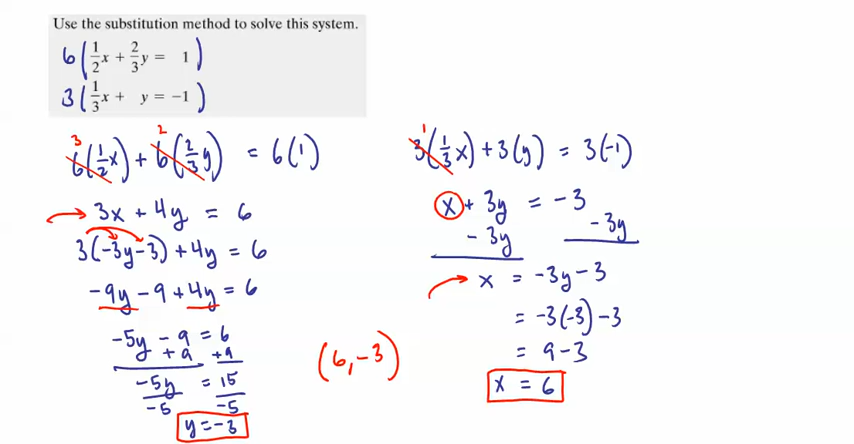 Use the substitution method to solve this system.
6(1/2x + 2/3y = 1)
3(1/3x + y = -1)
3 2
6(1/2x) + 6(2/3y) = 6(1)
3x + 4y = 6
3(-3y-3) + 4y = 6
-9y - 9 + 4y = 6
-5y - 9 = 6
+9 +9
-5y = 15
-5 -5
y = -3
(6, -3)
1
3(1/3x) + 3(y) = 3(-1)
x + 3y = -3
-3y -3y
x = -3y - 3
= -3(-3) - 3
= 9 - 3
x = 6